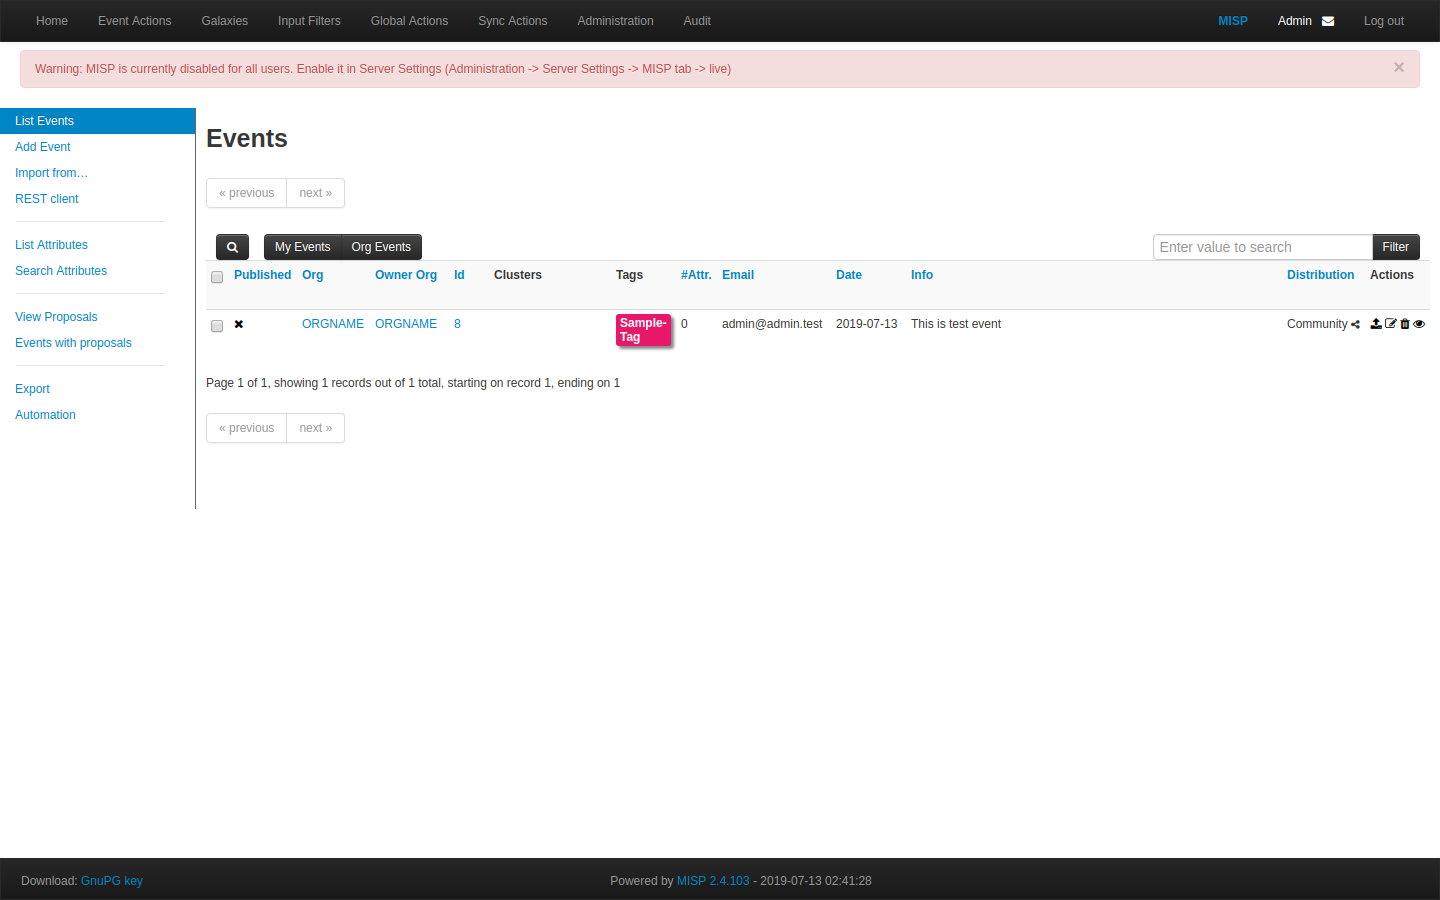 Home Event Actions Galaxies Input Filters Global Actions Sync Actions Administration Audit MISP Admin Log out
Warning: MISP is currently disabled for all users. Enable it in Server Settings (Administration -> Server Settings -> MISP tab -> live) ×
List Events
Add Event
Import from…
REST client
List Attributes
Search Attributes
View Proposals
Events with proposals
Export
Automation
Events
« previous next »
My Events Org Events Enter value to search Filter
Published Org Owner Org Id Clusters Tags #Attr. Email Date Info Distribution Actions
ORGNAME ORGNAME 8 Sample-Tag 0 admin@admin.test 2019-07-13 This is test event Community
Page 1 of 1, showing 1 records out of 1 total, starting on record 1, ending on 1
« previous next »
Download: GnuPG key Powered by MISP 2.4.103 - 2019-07-13 02:41:28